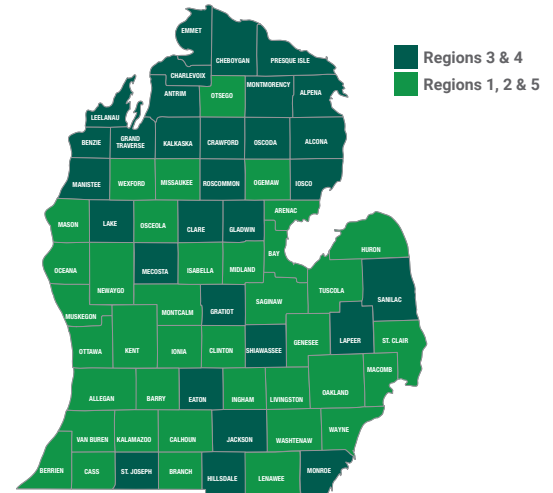 EMMET
CHEBOYGAN
PRESQUE ISLE
Regions 3 & 4
Regions 1, 2 & 5
CHARLEVOIX
ANTRIM
OTSEGO
MONTMORENCY
ALPENA
LEELANAU
BENZIE
GRAND
TRAVERSE
KALKASKA
CRAWFORD
OSCODA
ALCONA
MANISTEE
WEXFORD
MISSAUKEE
ROSCOMMON
OGEMAW
IOSCO
ARENAC
MASON
LAKE
OSCEOLA
CLARE
GLADWIN
HURON
BAY
OCEANA
NEWAYGO
MECOSTA
ISABELLA
MIDLAND
TUSCOLA
SANILAC
MUSKEGON
MONTCALM
GRATIOT
SAGINAW
OTTAWA
KENT
IONIA
CLINTON
SHIAWASSEE
GENESEE
LAPEER
ST. CLAIR
MACOMB
ALLEGAN
BARRY
EATON
INGHAM
LIVINGSTON
OAKLAND
VAN BUREN
KALAMAZOO
CALHOUN
JACKSON
WASHTENAW
WAYNE
BERRIEN
CASS
ST. JOSEPH
BRANCH
HILLSDALE
LENAWEE
MONROE